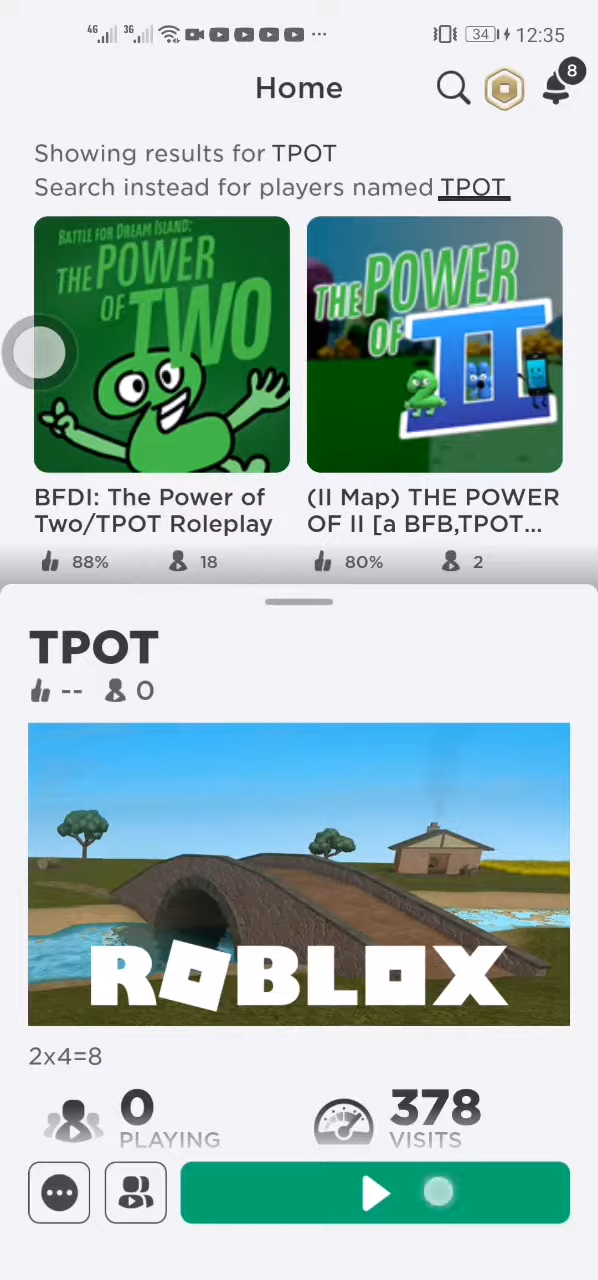 4G 3G 34 12:35
Home
8
Showing results for TPOT
Search instead for players named TPOT
BATTLE FOR DREAM ISLAND:
THE POWER
OF TWO
THE POWER
OF II
BFDI: The Power of
Two/TPOT Roleplay
(II Map) THE POWER
OF II [a BFB,TPOT...
88% 18
80% 2
TPOT
-- 0
ROBLOX
2x4=8
0
PLAYING
378
VISITS